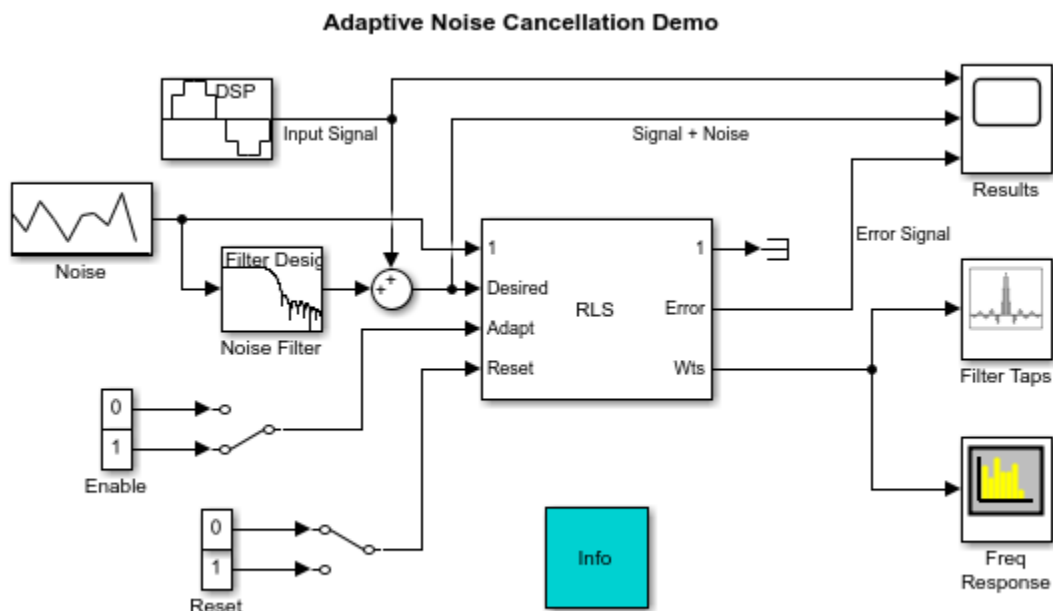 Adaptive Noise Cancellation Demo
DSP
Input Signal
Signal + Noise
Results
Noise
Filter Desig
Noise Filter
+
+
1
Desired
Adapt
Reset
RLS
1
Error
Wts
Error Signal
Filter Taps
0
1
Enable
0
1
Reset
Info
Freq
Response